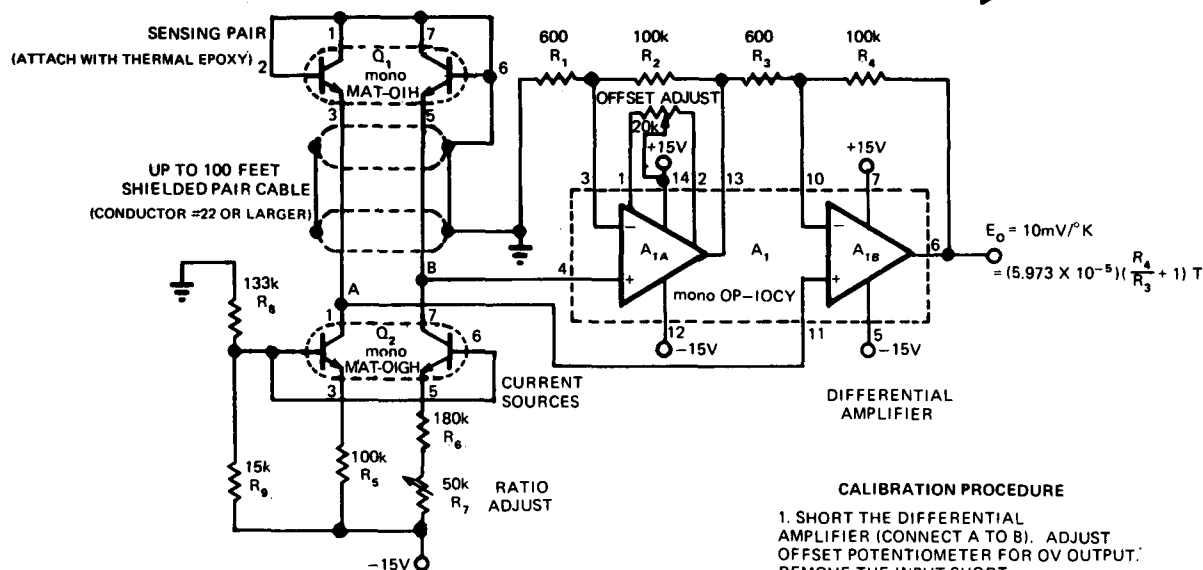 SENSING PAIR
(ATTACH WITH THERMAL EPOXY)
1
7
2
Q1
mono
MAT-01H
6
3
5
UP TO 100 FEET
SHIELDED PAIR CABLE
(CONDUCTOR =22 OR LARGER)
600
R1
100k
R2
600
R3
100k
R4
OFFSET ADJUST
20k
+15V
+15V
3
1
14
2
13
10
7
A1A
A1
A1B
6
−
+
−
+
4
mono OP-10CY
12
11
5
−15V
−15V
Eo = 10mV/°K
= (5.973 X 10⁻⁵)(R4/R3 + 1) T
DIFFERENTIAL
AMPLIFIER
133k
R8
A
B
1
7
Q2
mono
MAT-01GH
6
3
5
CURRENT
SOURCES
180k
R6
15k
R9
100k
R5
50k
R7
RATIO
ADJUST
−15V
CALIBRATION PROCEDURE
1. SHORT THE DIFFERENTIAL
AMPLIFIER (CONNECT A TO B). ADJUST
OFFSET POTENTIOMETER FOR 0V OUTPUT.
REMOVE THE INPUT SHORT